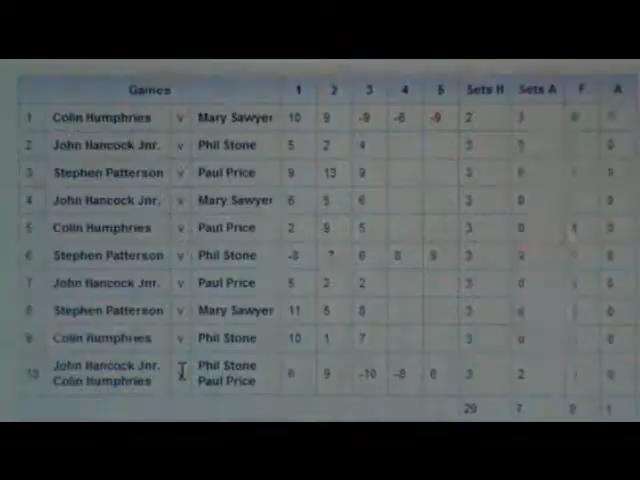 Games 1 2 3 4 5 Sets H Sets A F A
1 Colin Humphries v Mary Sawyer 10 9 -9 -6 -9 2 3 0
2 John Hancock Jnr. v Phil Stone 5 2 4 3 0
3 Stephen Patterson v Paul Price 9 13 9 3 0
4 John Hancock Jnr. v Mary Sawyer 6 5 6 3 0 0
5 Colin Humphries v Paul Price 2 9 5 3 0 0
6 Stephen Patterson v Phil Stone -8 7 6 8 9 3 2 0
7 John Hancock Jnr. v Paul Price 5 2 2 3 0 0
8 Stephen Patterson v Mary Sawyer 11 5 8 3 0
9 Colin Humphries v Phil Stone 10 1 7 3 0 0
10 John Hancock Jnr. v Phil Stone 6 9 -10 -8 6 3 2 0
Colin Humphries Paul Price
29 7 9 1